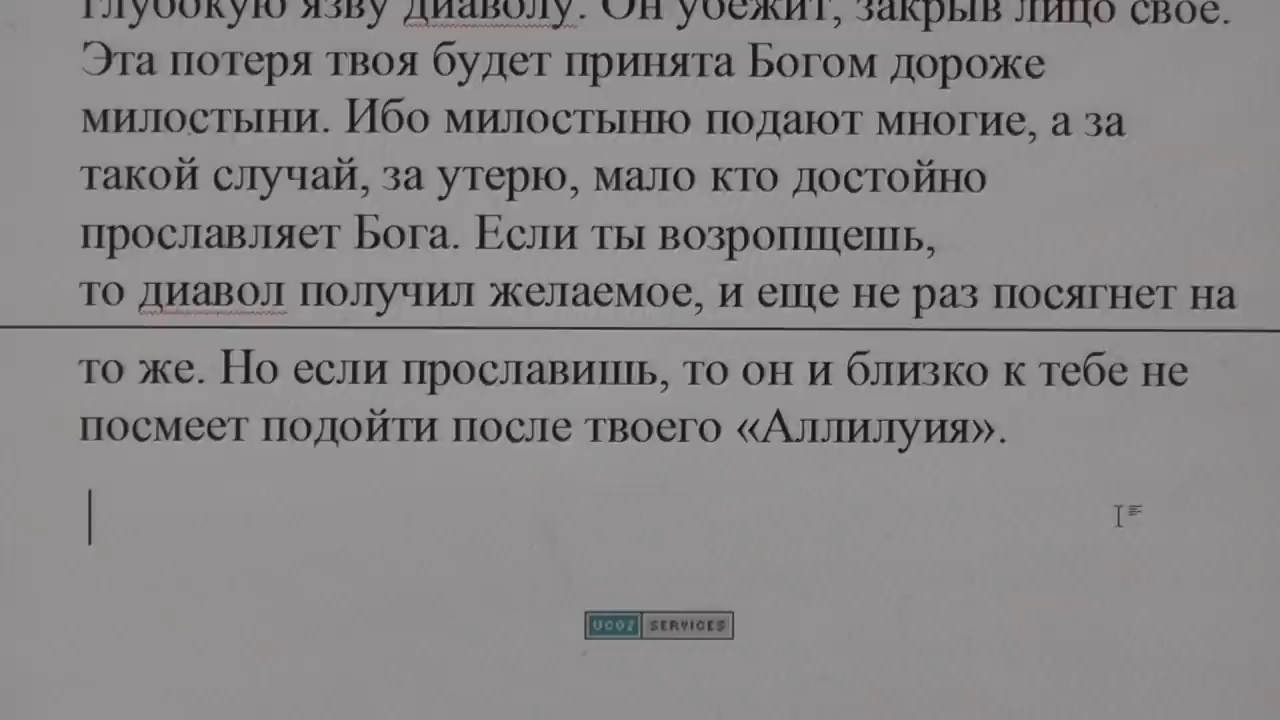 глубокую язву диаволу. Он убежит, закрыв лицо свое.
Эта потеря твоя будет принята Богом дороже
милостыни. Ибо милостыню подают многие, а за
такой случай, за утерю, мало кто достойно
прославляет Бога. Если ты возропщешь,
то диавол получил желаемое, и еще не раз посягнет на
то же. Но если прославишь, то он и близко к тебе не
посмеет подойти после твоего «Аллилуия».
UCOZ SERVICES